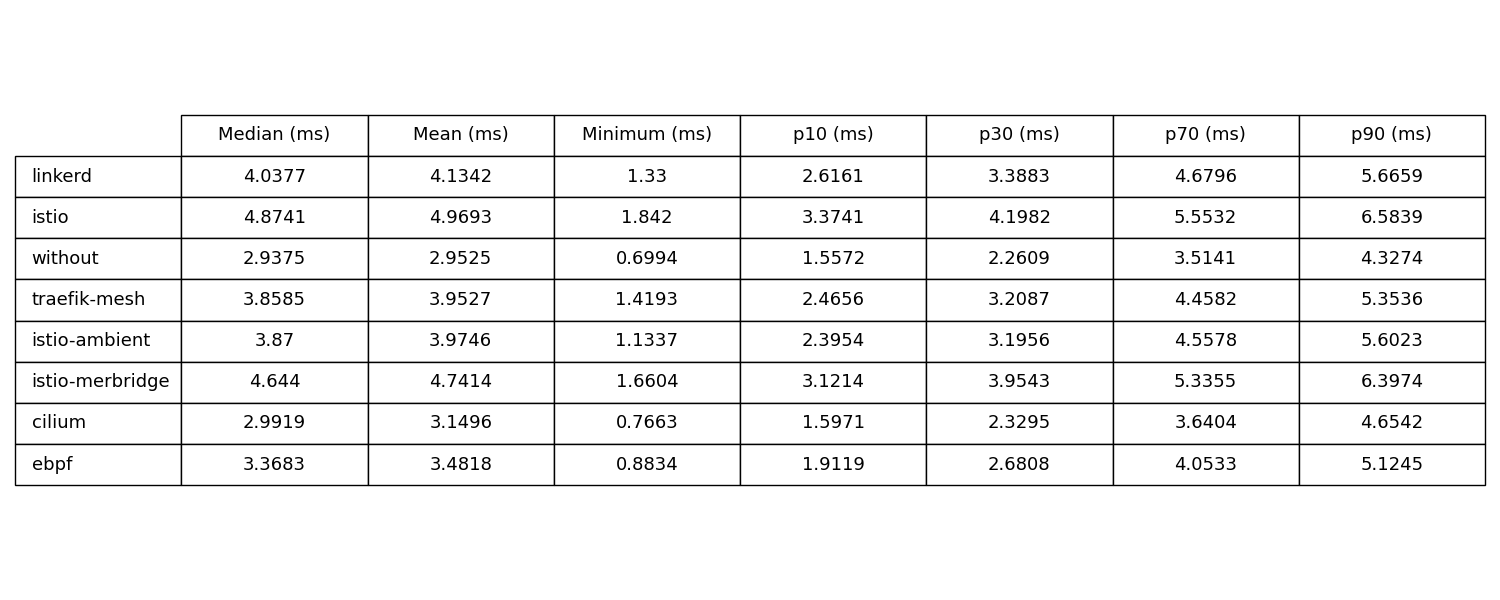 Median (ms) Mean (ms) Minimum (ms) p10 (ms) p30 (ms) p70 (ms) p90 (ms)
linkerd 4.0377 4.1342 1.33 2.6161 3.3883 4.6796 5.6659
istio 4.8741 4.9693 1.842 3.3741 4.1982 5.5532 6.5839
without 2.9375 2.9525 0.6994 1.5572 2.2609 3.5141 4.3274
traefik-mesh 3.8585 3.9527 1.4193 2.4656 3.2087 4.4582 5.3536
istio-ambient 3.87 3.9746 1.1337 2.3954 3.1956 4.5578 5.6023
istio-merbridge 4.644 4.7414 1.6604 3.1214 3.9543 5.3355 6.3974
cilium 2.9919 3.1496 0.7663 1.5971 2.3295 3.6404 4.6542
ebpf 3.3683 3.4818 0.8834 1.9119 2.6808 4.0533 5.1245